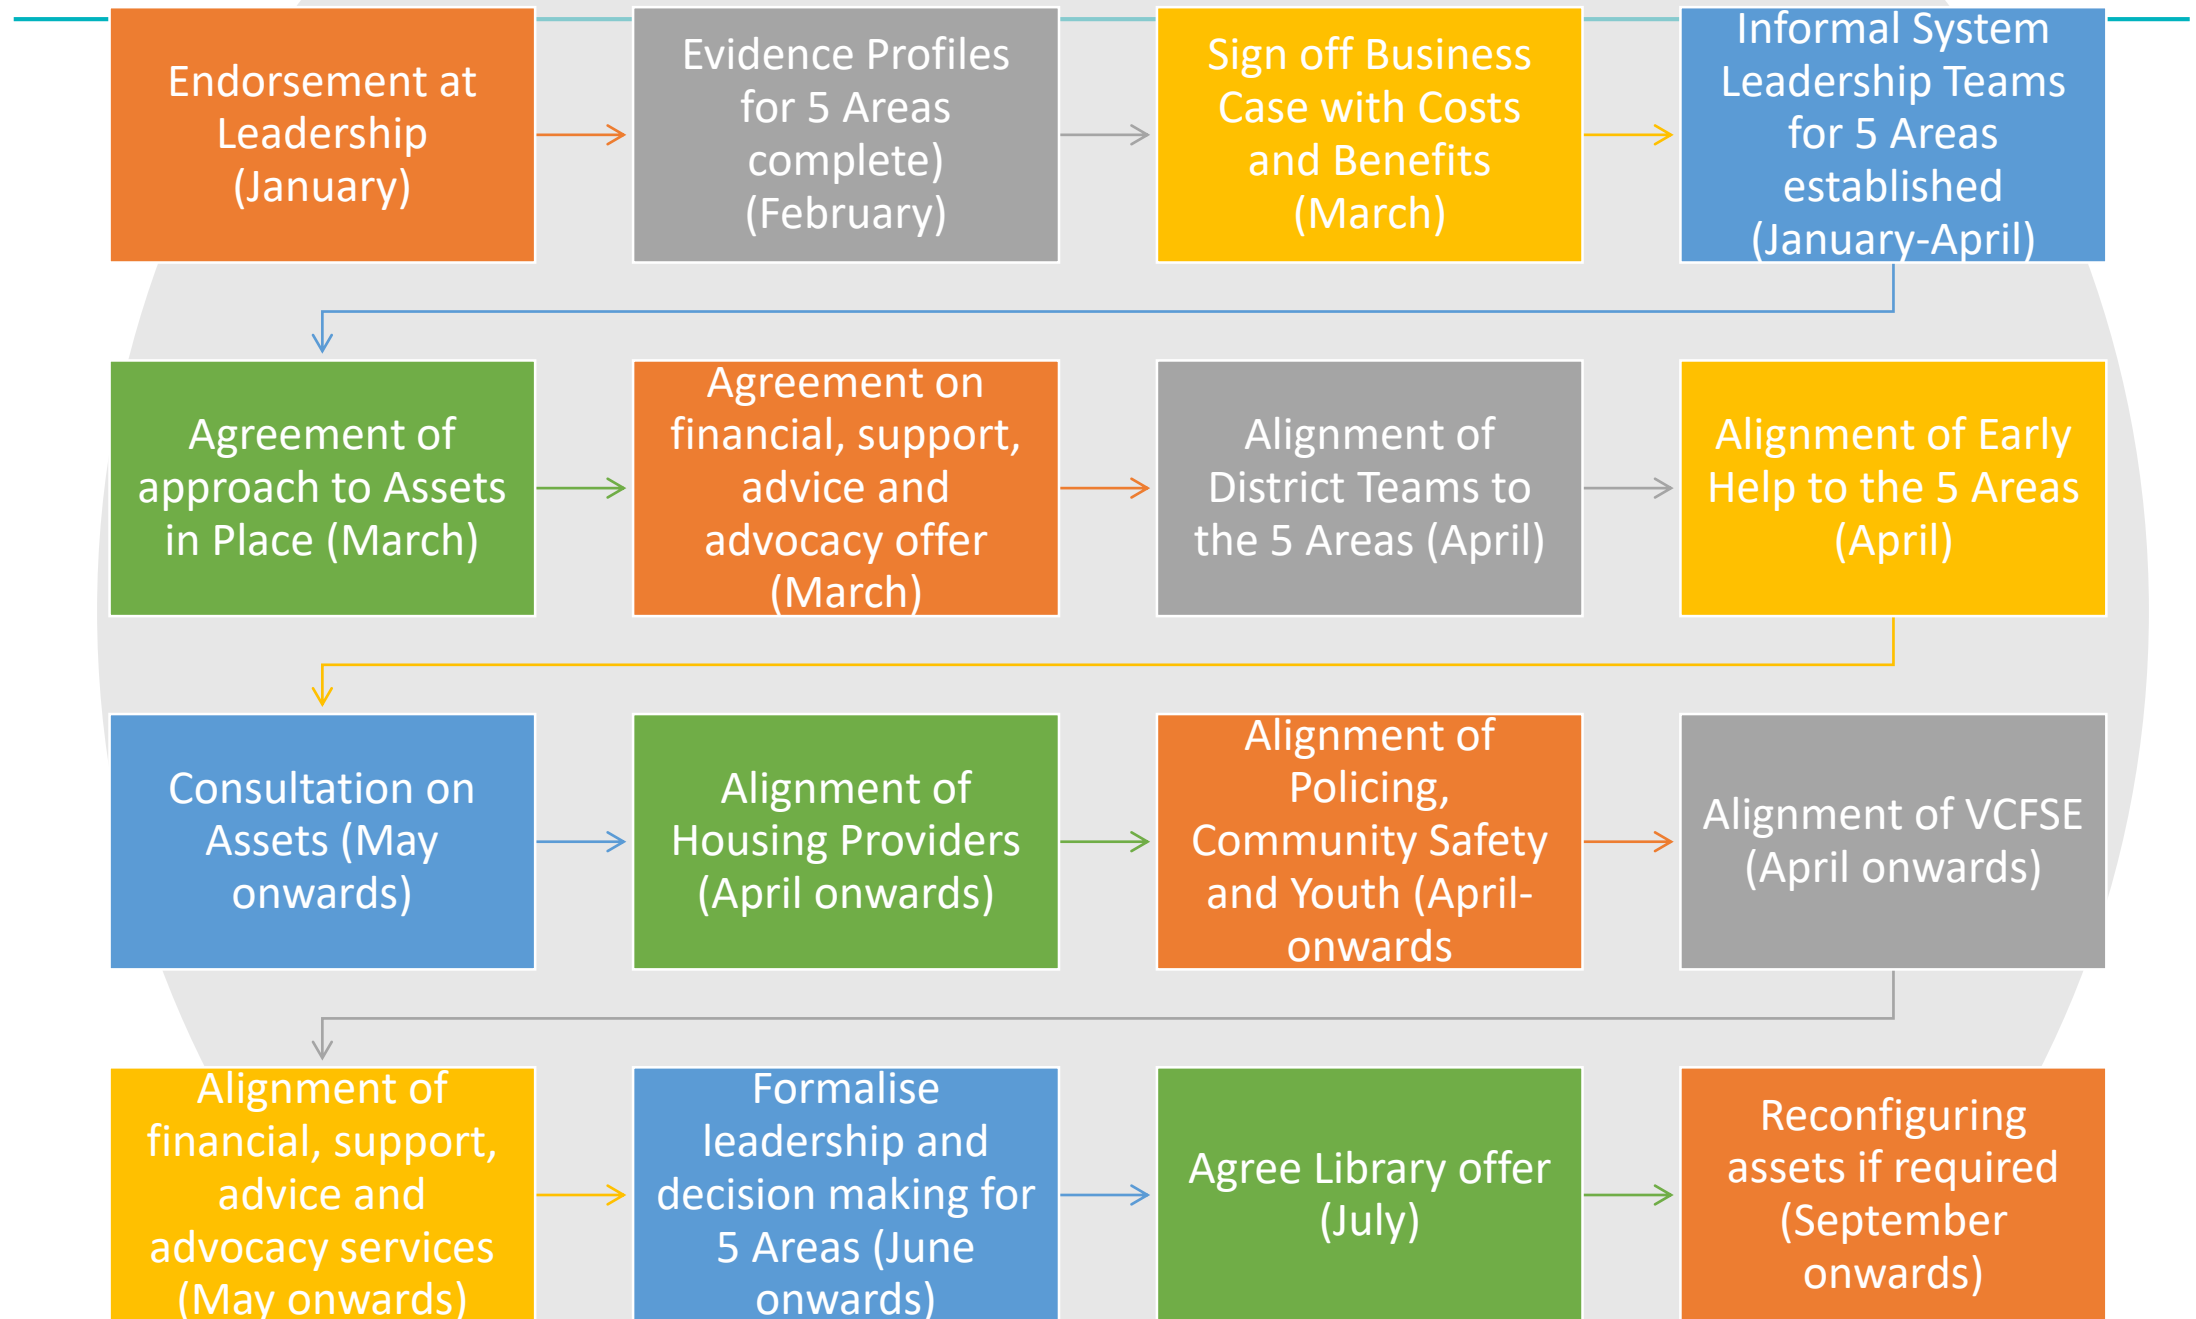 Endorsement at
Leadership
(January)
Evidence Profiles
for 5 Areas
complete)
(February)
Sign off Business
Case with Costs
and Benefits
(March)
Informal System
Leadership Teams
for 5 Areas
established
(January-April)
Agreement of
approach to Assets
in Place (March)
Agreement on
financial, support,
advice and
advocacy offer
(March)
Alignment of
District Teams to
the 5 Areas (April)
Alignment of Early
Help to the 5 Areas
(April)
Consultation on
Assets (May
onwards)
Alignment of
Housing Providers
(April onwards)
Alignment of
Policing,
Community Safety
and Youth (April-
onwards
Alignment of VCFSE
(April onwards)
Alignment of
financial, support,
advice and
advocacy services
(May onwards)
Formalise
leadership and
decision making for
5 Areas (June
onwards)
Agree Library offer
(July)
Reconfiguring
assets if required
(September
onwards)